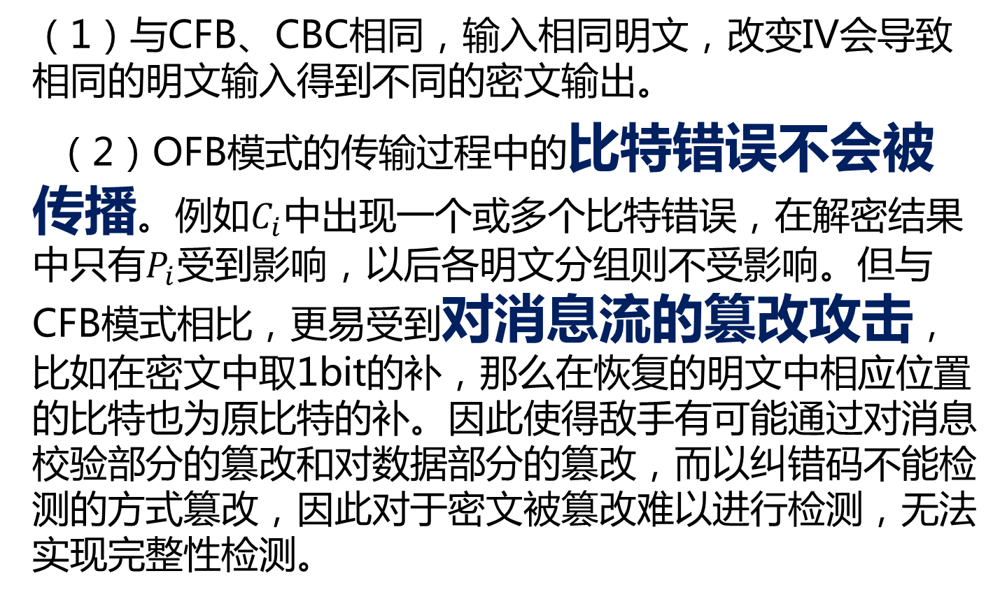 （1）与CFB、CBC相同，输入相同明文，改变IV会导致
相同的明文输入得到不同的密文输出。
（2）OFB模式的传输过程中的比特错误不会被
传播。例如C_i中出现一个或多个比特错误，在解密结果
中只有P_i受到影响，以后各明文分组则不受影响。但与
CFB模式相比，更易受到对消息流的篡改攻击，
比如在密文中取1bit的补，那么在恢复的明文中相应位置
的比特也为原比特的补。因此使得敌手有可能通过对消息
校验部分的篡改和对数据部分的篡改，而以纠错码不能检
测的方式篡改，因此对于密文被篡改难以进行检测，无法
实现完整性检测。